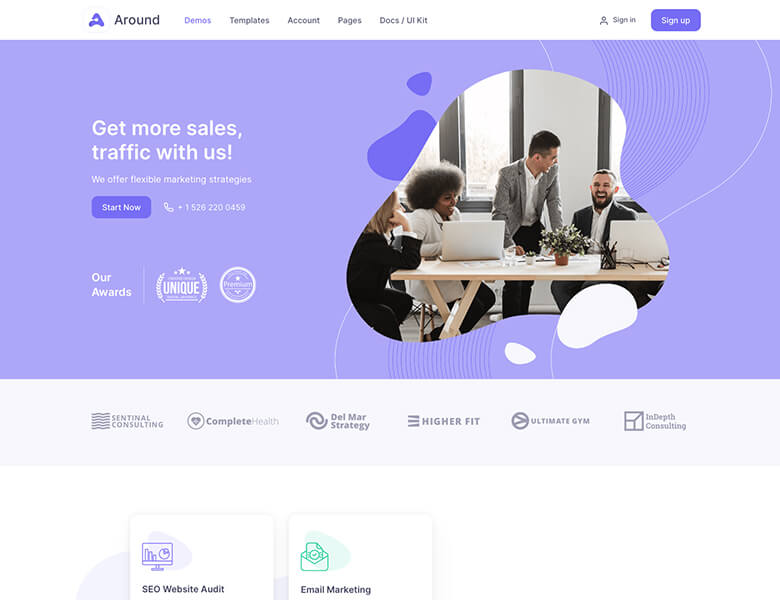 Around
Demos
Templates
Account
Pages
Docs / UI Kit
Sign in
Sign up
Get more sales,
traffic with us!
We offer flexible marketing strategies
Start Now
+ 1 526 220 0459
Our
Awards
UNIQUE
Premium
SENTINAL
CONSULTING
CompleteHealth
Del Mar
Strategy
HIGHER FIT
ULTIMATE GYM
InDepth
Consulting
SEO Website Audit
Email Marketing